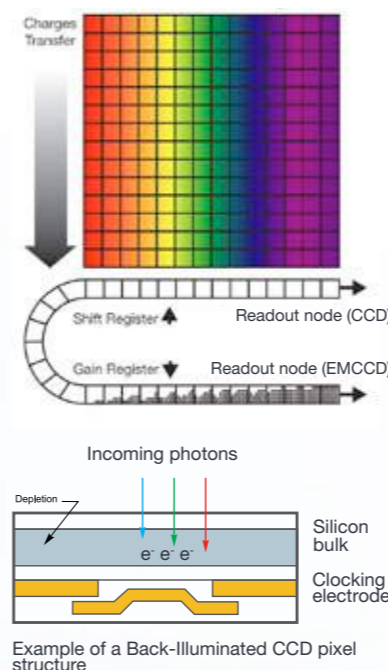 Charges
Transfer
Readout node (CCD)
Shift Register
Gain Register
Readout node (EMCCD)
Incoming photons
Depletion
e- e- e-
Silicon
bulk
Clocking
electrode
Example of a Back-Illuminated CCD pixel
structure